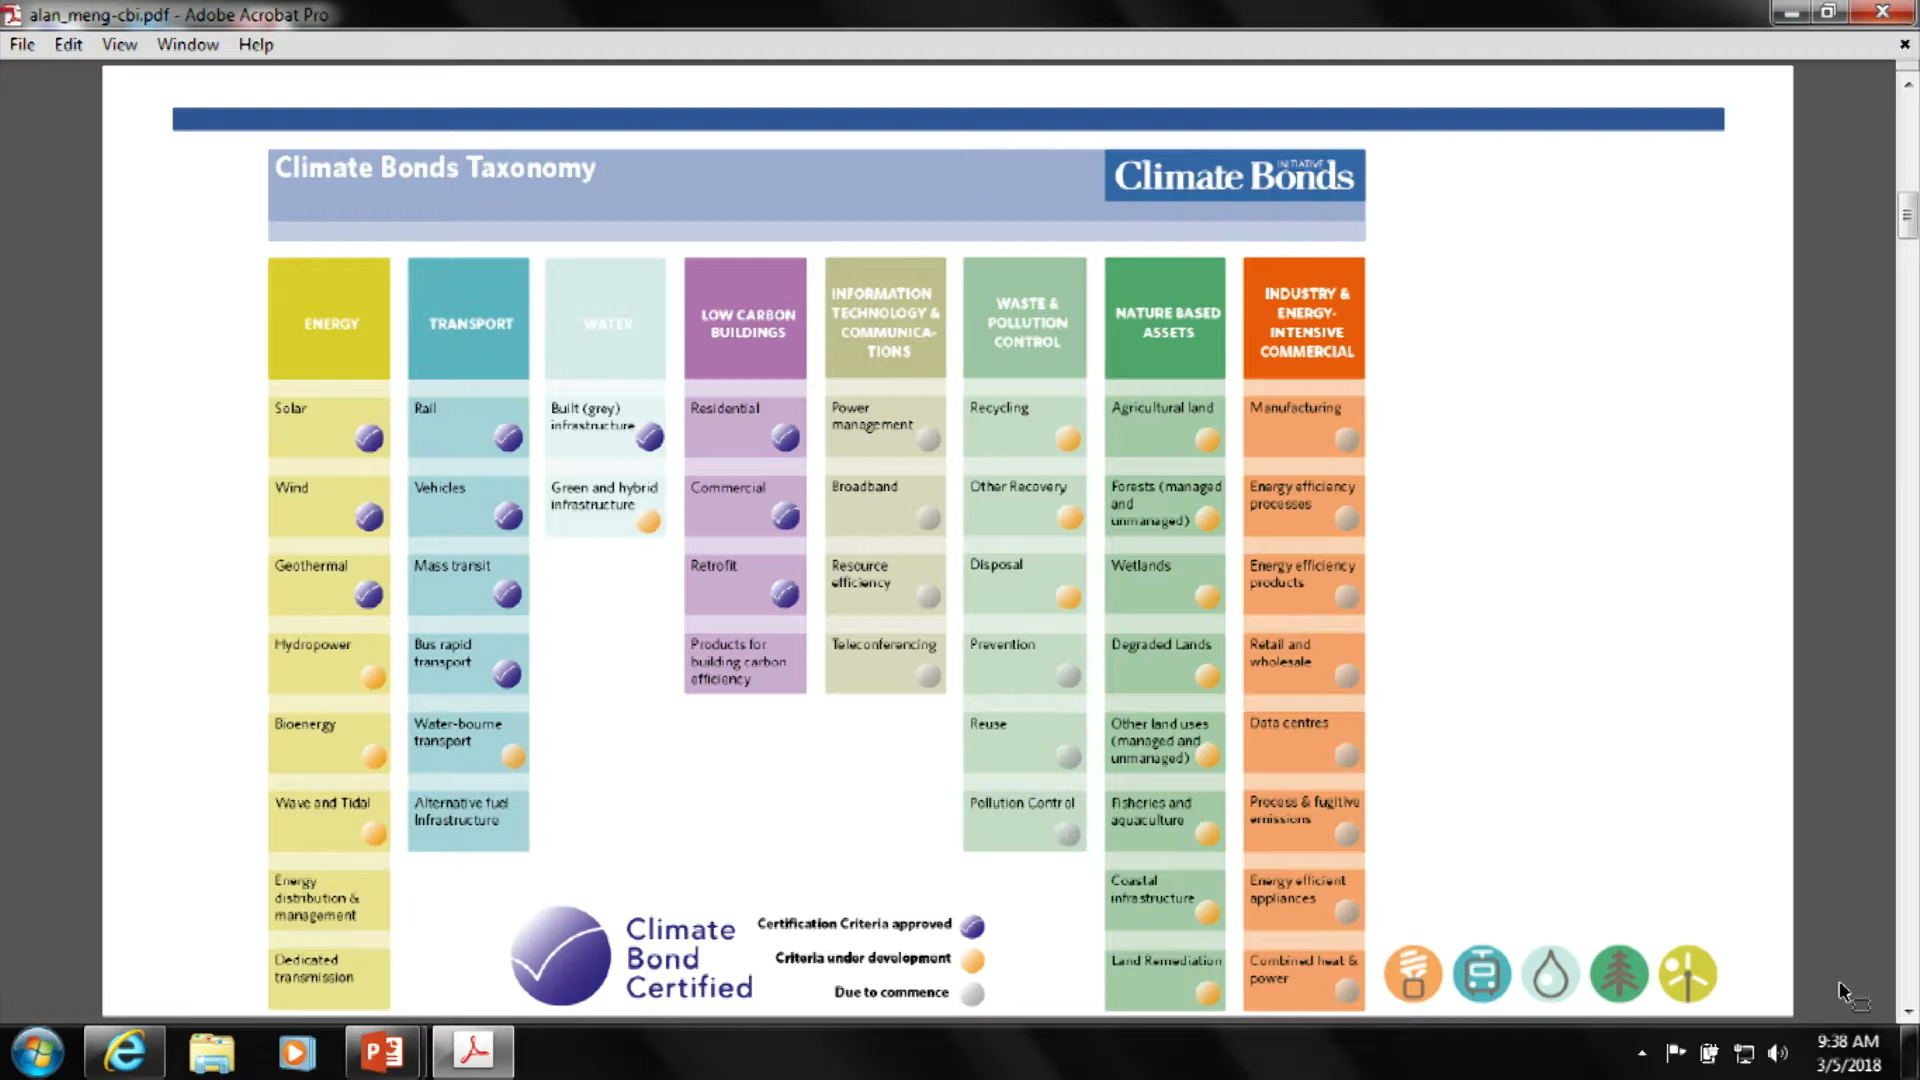 alan_meng-cbi.pdf - Adobe Acrobat Pro
File Edit View Window Help
Climate Bonds Taxonomy
Climate Bonds
INITIATIVE
ENERGY
Solar
Wind
Geothermal
Hydropower
Bioenergy
Wave and Tidal
Energy
distribution &
management
Dedicated
transmission
TRANSPORT
Rail
Vehicles
Mass transit
Bus rapid
transport
Water-bourne
transport
Alternative fuel
Infrastructure
WATER
Built (grey)
infrastructure
Green and hybrid
infrastructure
LOW CARBON
BUILDINGS
Residential
Commercial
Retrofit
Products for
building carbon
efficiency
INFORMATION
TECHNOLOGY &
COMMUNICA-
TIONS
Power
management
Broadband
Resource
efficiency
Teleconferencing
WASTE &
POLLUTION
CONTROL
Recycling
Other Recovery
Disposal
Prevention
Reuse
Pollution Control
NATURE BASED
ASSETS
Agricultural land
Forests (managed
and
unmanaged)
Wetlands
Degraded Lands
Other land uses
(managed and
unmanaged)
Fisheries and
aquaculture
Coastal
infrastructure
Land Remediation
INDUSTRY &
ENERGY-
INTENSIVE
COMMERCIAL
Manufacturing
Energy efficiency
processes
Energy efficiency
products
Retail and
wholesale
Data centres
Process & fugitive
emissions
Energy efficient
appliances
Combined heat &
power
Climate
Bond
Certified
Certification Criteria approved
Criteria under development
Due to commence
9:38 AM
3/5/2018